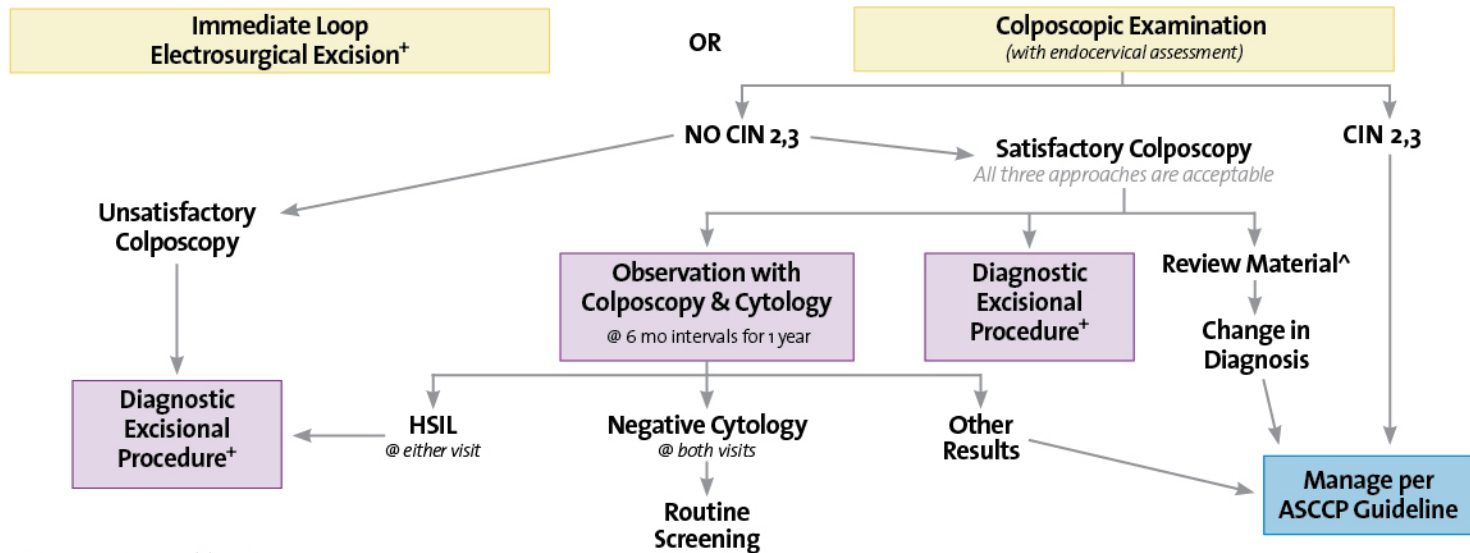 Immediate Loop
Electrosurgical Excision⁺
OR
Colposcopic Examination
(with endocervical assessment)
NO CIN 2,3
CIN 2,3
Satisfactory Colposcopy
All three approaches are acceptable
Unsatisfactory
Colposcopy
Observation with
Colposcopy & Cytology
@ 6 mo intervals for 1 year
Diagnostic
Excisional
Procedure⁺
Review Material^
Change in
Diagnosis
Diagnostic
Excisional
Procedure⁺
HSIL
@ either visit
Negative Cytology
@ both visits
Other
Results
Manage per
ASCCP Guideline
Routine
Screening